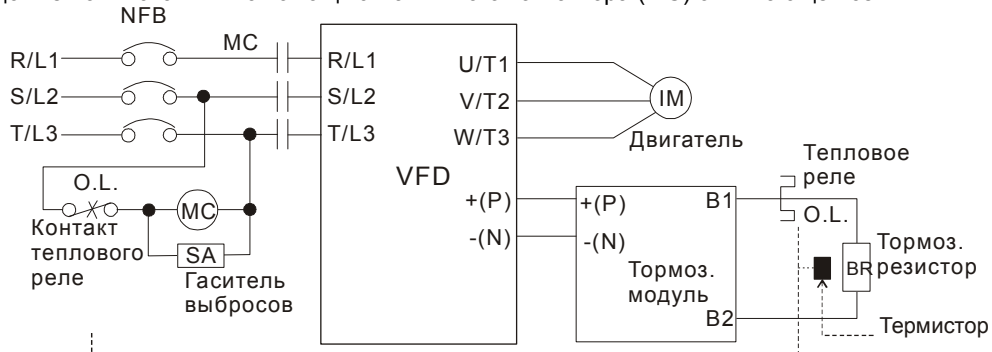 NFB
MC
R/L1
R/L1
U/T1
S/L2
S/L2
V/T2
IM
T/L3
T/L3
W/T3
Двигатель
VFD
O.L.
MC
Контакт
теплового
реле
SA
Гаситель
выбросов
+(P)
-(N)
+(P)
-(N)
B1
Тормоз.
модуль
B2
Тепловое
реле
O.L.
BR
Тормоз.
резистор
Термистор